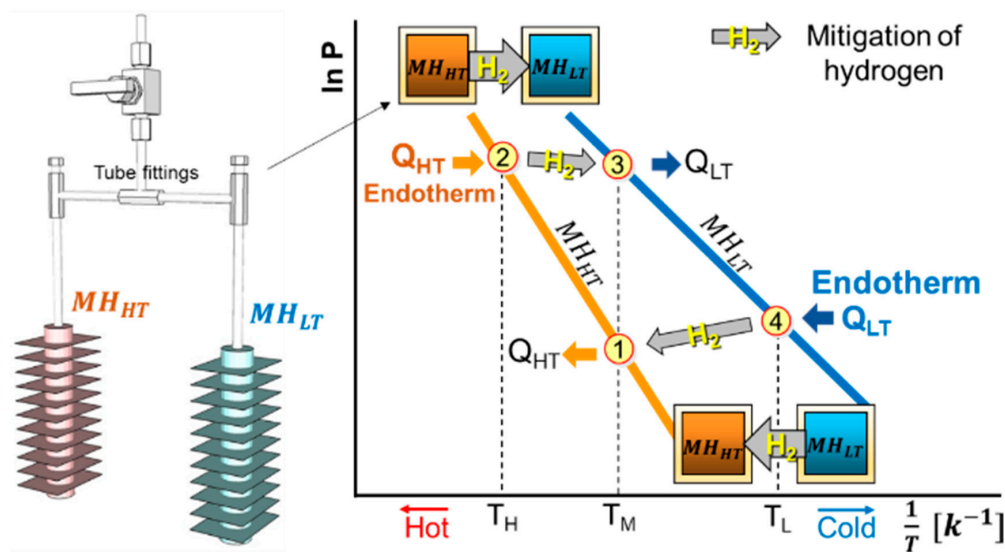 Tube fittings
MH_HT
MH_LT
ln P
MH_HT
H₂
MH_LT
H₂
Mitigation of
hydrogen
Q_HT
Endotherm
2
H₂
3
Q_LT
MH_HT
MH_LT
Endotherm
Q_LT
4
H₂
1
Q_HT
MH_HT
H₂
MH_LT
Hot
T_H
T_M
T_L
Cold
1/T [k⁻¹]